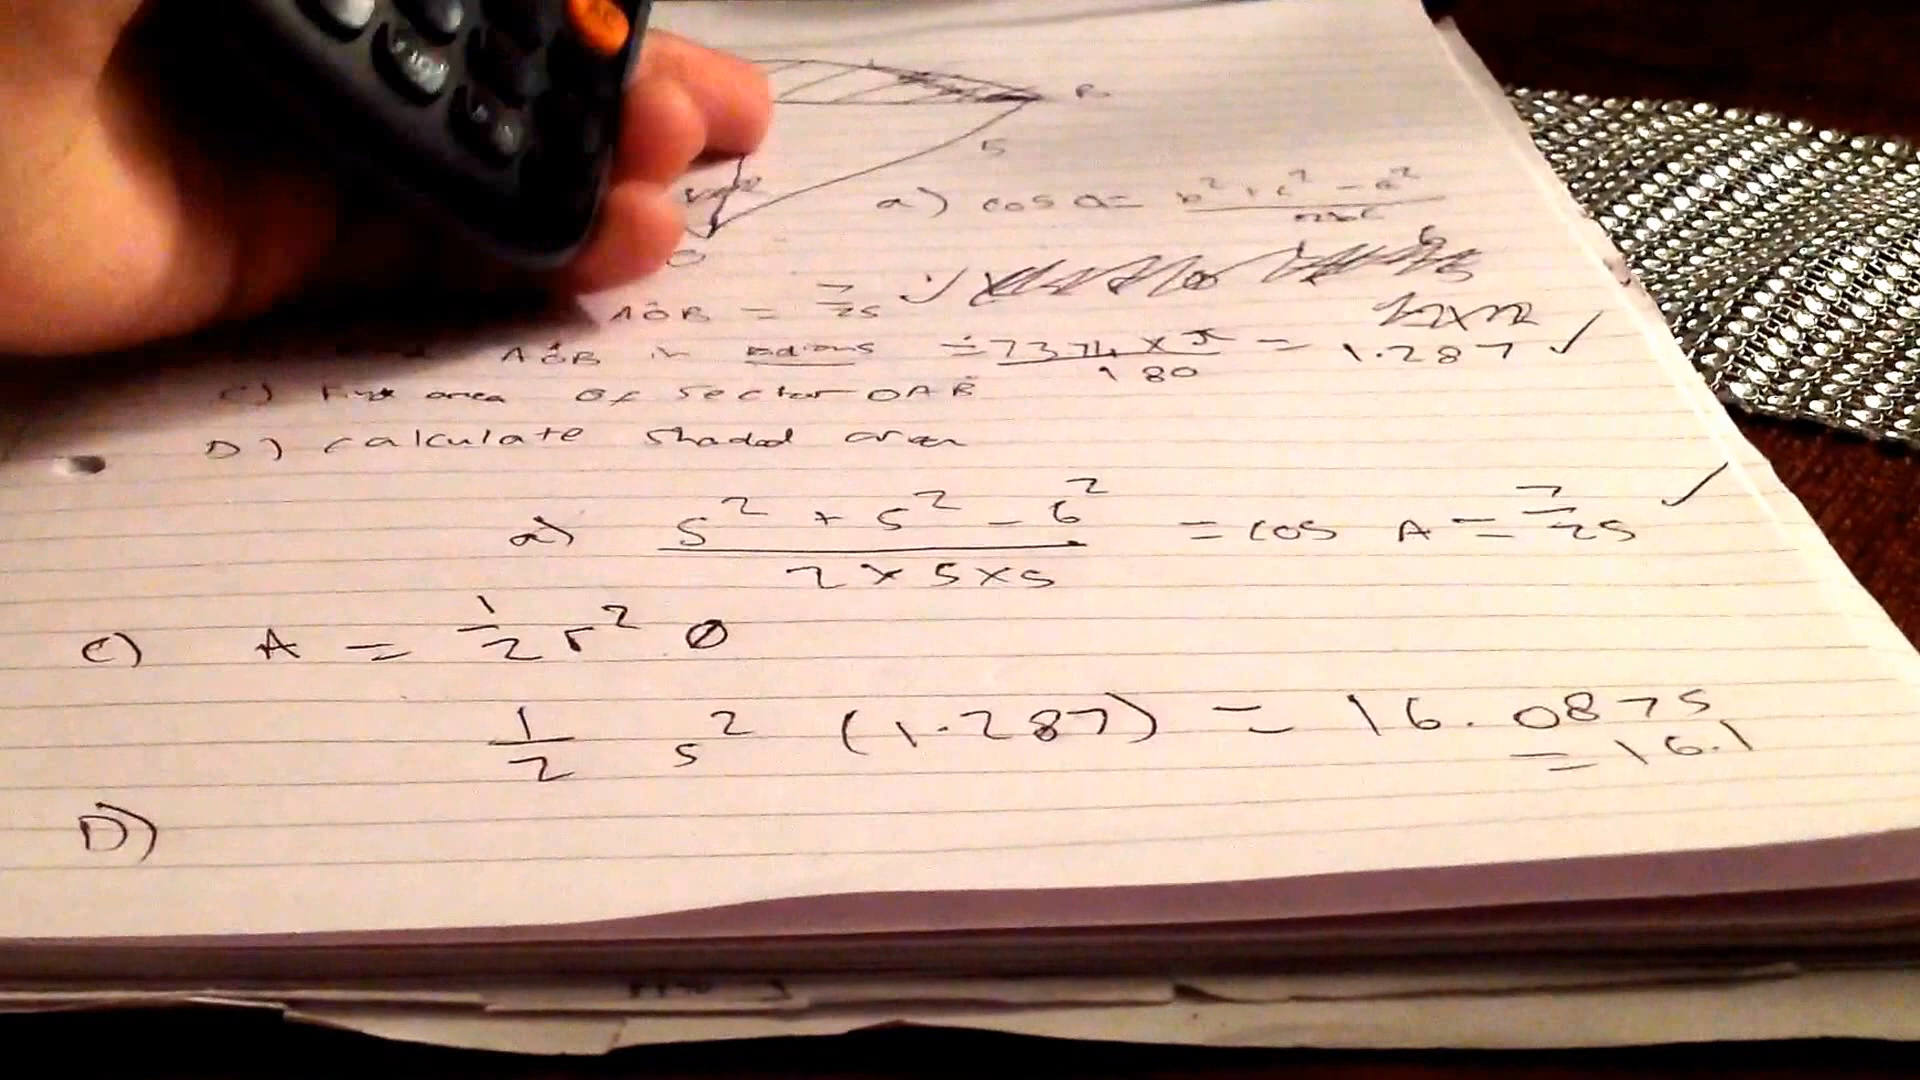 B
5
a) cos a = b² + c² - a² / 2bc
O
AÔB = 7/25
AÔB in radians = 73.74 × π / 180 = 1.287 ✓
C) Find area of sector OAB
D) calculate shaded area
a) 5² + 5² - 6² / 2 × 5 × 5 = cos A = 7/25 ✓
C) A = 1/2 r² θ
1/2 5² (1.287) = 16.0875
= 16.1
D)